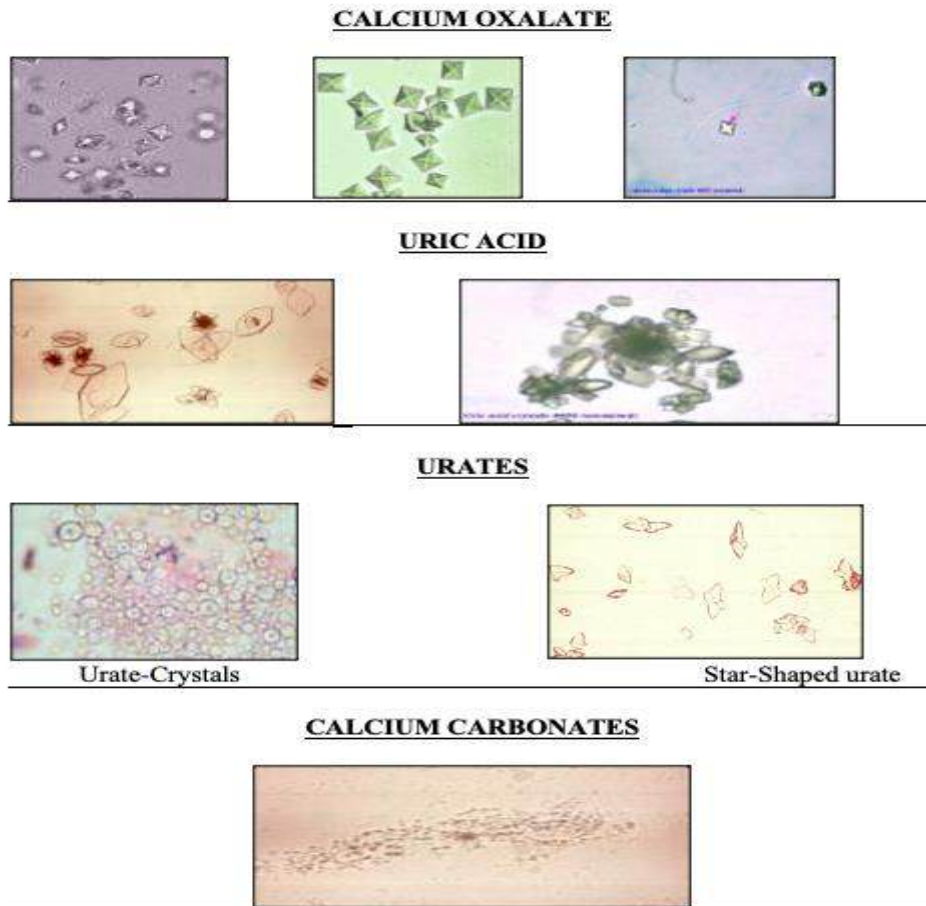 CALCIUM OXALATE
URIC ACID
URATES
Urate-Crystals
Star-Shaped urate
CALCIUM CARBONATES